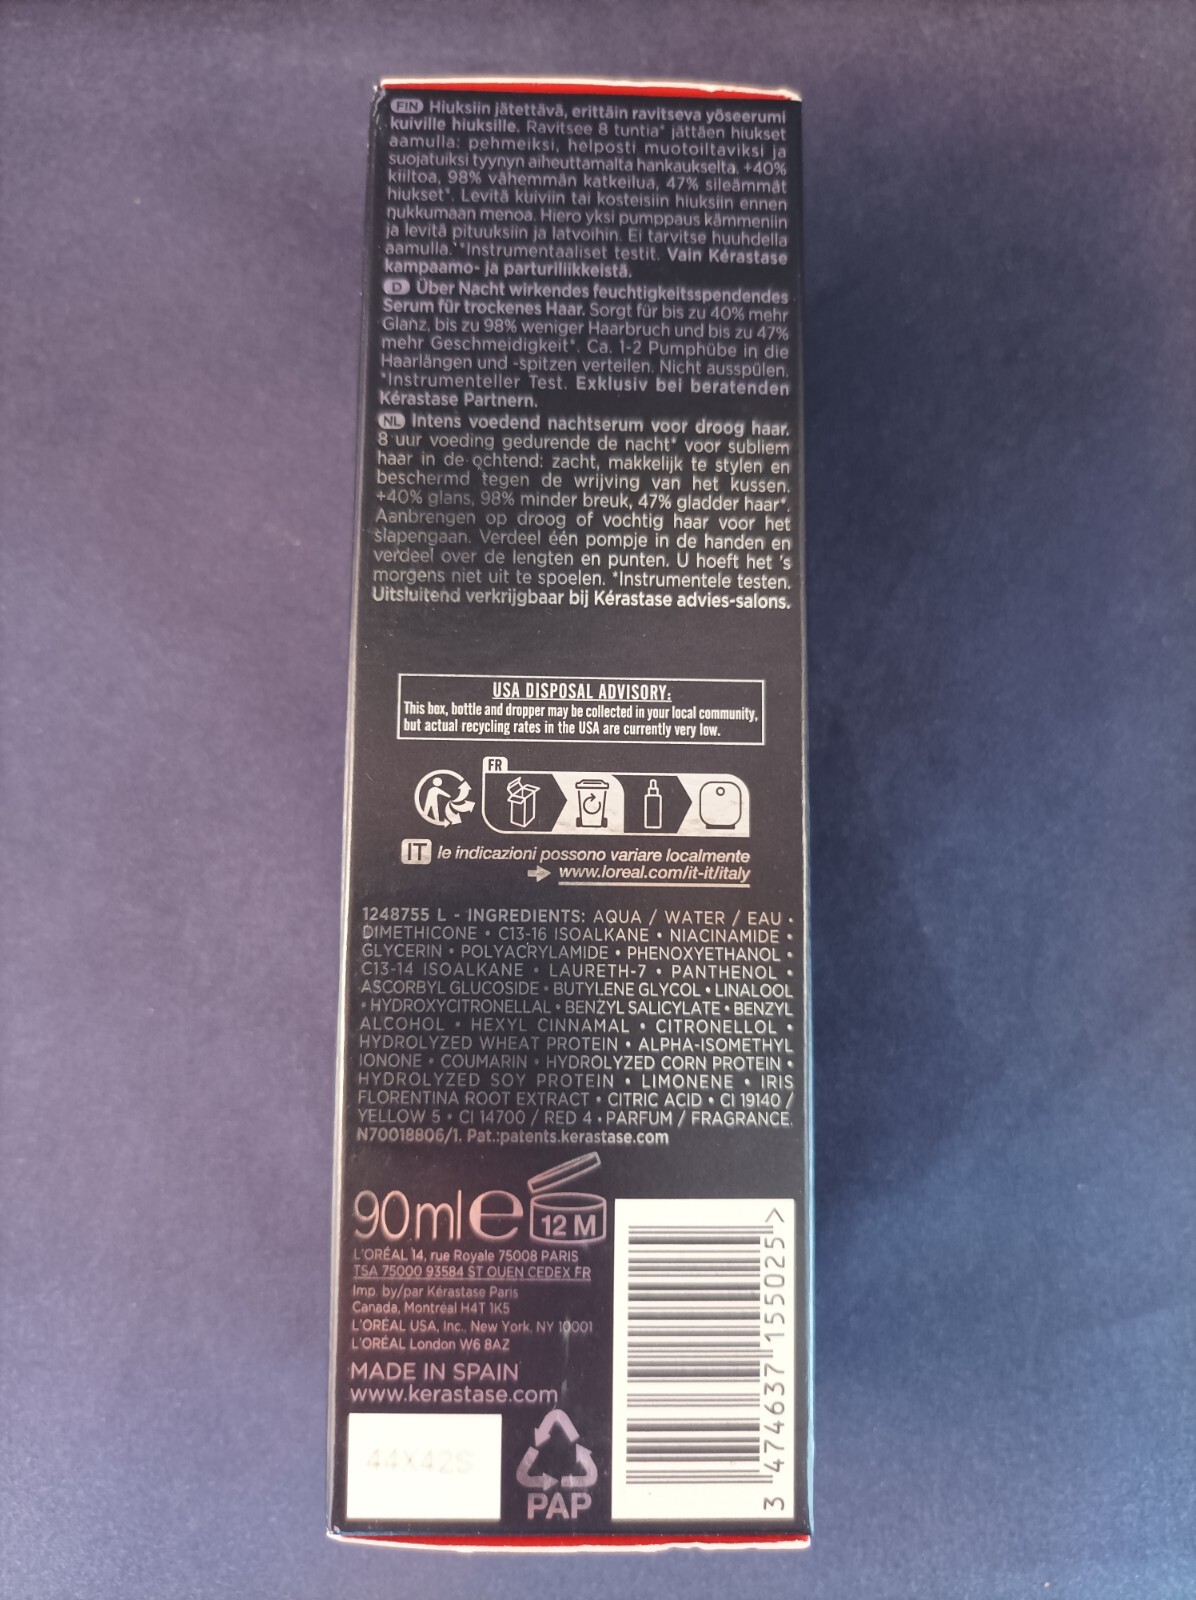 FIN Hiuksiin jätettävä, erittäin ravitseva yöseerumi
kuiville hiuksille. Ravitsee 8 tuntia* jättäen hiukset
aamulla: pehmeiksi, helposti muotoiltaviksi ja
suojatuiksi tyynyn aiheuttamalta hankaukselta. +40%
kiiltoa, 98% vähemmän katkeilua, 47% sileämmät
hiukset*. Levitä kuiviin tai kosteisiin hiuksiin ennen
nukkumaan menoa. Hiero yksi pumppaus kämmeniin
ja levitä pituuksiin ja latvoihin. Ei tarvitse huuhdella
aamulla. *Instrumentaaliset testit. Vain Kérastase
kampaamo- ja parturiliikkeistä.
D Über Nacht wirkendes feuchtigkeitsspendendes
Serum für trockenes Haar. Sorgt für bis zu 40% mehr
Glanz, bis zu 98% weniger Haarbruch und bis zu 47%
mehr Geschmeidigkeit*. Ca. 1-2 Pumphübe in die
Haarlängen und -spitzen verteilen. Nicht ausspülen.
*Instrumenteller Test. Exklusiv bei beratenden
Kérastase Partnern.
NL Intens voedend nachtserum voor droog haar.
8 uur voeding gedurende de nacht* voor subliem
haar in de ochtend: zacht, makkelijk te stylen en
beschermd tegen de wrijving van het kussen.
+40% glans, 98% minder breuk, 47% gladder haar*.
Aanbrengen op droog of vochtig haar voor het
slapengaan. Verdeel één pompje in de handen en
verdeel over de lengten en punten. U hoeft het 's
morgens niet uit te spoelen. *Instrumentele testen.
Uitsluitend verkrijgbaar bij Kérastase advies-salons.
USA DISPOSAL ADVISORY:
This box, bottle and dropper may be collected in your local community,
but actual recycling rates in the USA are currently very low.
FR
IT le indicazioni possono variare localmente
www.loreal.com/it-it/italy
1248755 L - INGREDIENTS: AQUA / WATER / EAU •
DIMETHICONE • C13-16 ISOALKANE • NIACINAMIDE •
GLYCERIN • POLYACRYLAMIDE • PHENOXYETHANOL •
C13-14 ISOALKANE • LAURETH-7 • PANTHENOL •
ASCORBYL GLUCOSIDE • BUTYLENE GLYCOL • LINALOOL
• HYDROXYCITRONELLAL • BENZYL SALICYLATE • BENZYL
ALCOHOL • HEXYL CINNAMAL • CITRONELLOL •
HYDROLYZED WHEAT PROTEIN • ALPHA-ISOMETHYL
IONONE • COUMARIN • HYDROLYZED CORN PROTEIN •
HYDROLYZED SOY PROTEIN • LIMONENE • IRIS
FLORENTINA ROOT EXTRACT • CITRIC ACID • CI 19140 /
YELLOW 5 • CI 14700 / RED 4 • PARFUM / FRAGRANCE.
N70018806/1. Pat.:patents.kerastase.com
90ml e 12 M
L'ORÉAL 14, rue Royale 75008 PARIS
TSA 75000 93584 ST OUEN CEDEX FR
Imp. by/par Kérastase Paris
Canada, Montréal H4T 1K5
L'ORÉAL USA, Inc., New York, NY 10001
L'ORÉAL London W6 8AZ
MADE IN SPAIN
www.kerastase.com
44X42S
PAP
3 474637 155025 >